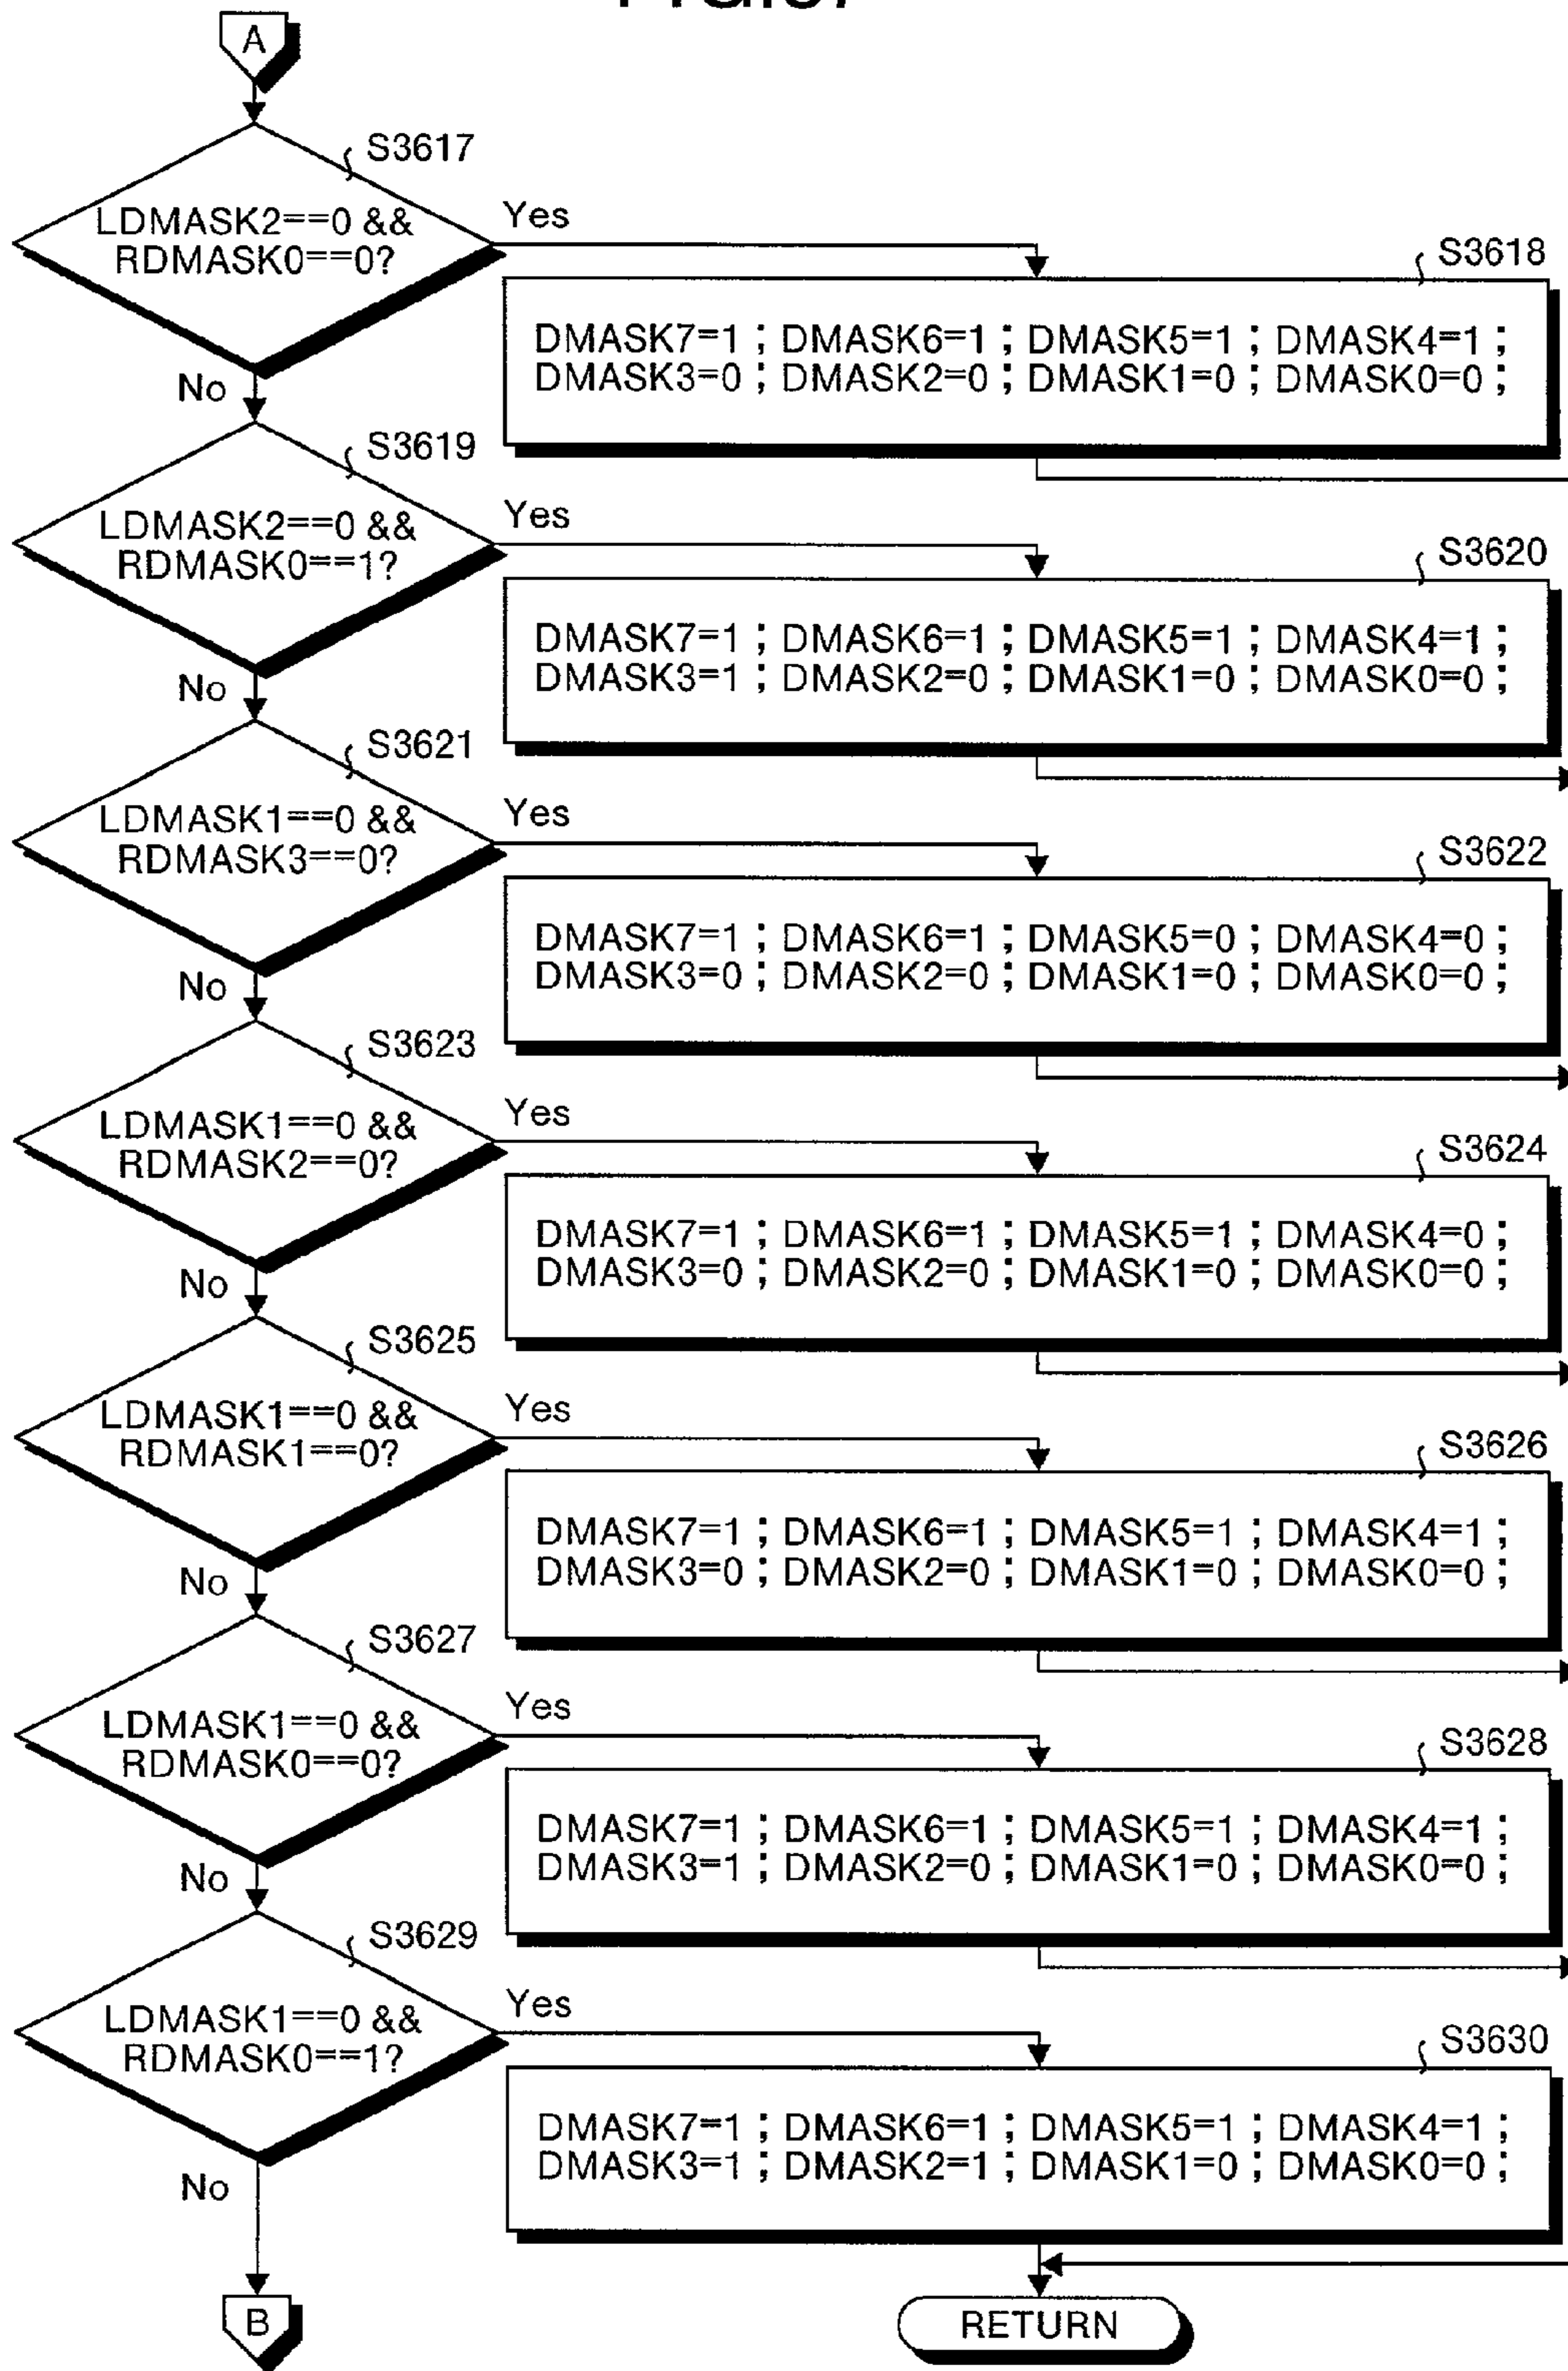 A
S3617
LDMASK2==0 &&
RDMASK0==0?
Yes
No
S3618
DMASK7=1 ; DMASK6=1 ; DMASK5=1 ; DMASK4=1 ;
DMASK3=0 ; DMASK2=0 ; DMASK1=0 ; DMASK0=0 ;
S3619
LDMASK2==0 &&
RDMASK0==1?
Yes
No
S3620
DMASK7=1 ; DMASK6=1 ; DMASK5=1 ; DMASK4=1 ;
DMASK3=1 ; DMASK2=0 ; DMASK1=0 ; DMASK0=0 ;
S3621
LDMASK1==0 &&
RDMASK3==0?
Yes
No
S3622
DMASK7=1 ; DMASK6=1 ; DMASK5=0 ; DMASK4=0 ;
DMASK3=0 ; DMASK2=0 ; DMASK1=0 ; DMASK0=0 ;
S3623
LDMASK1==0 &&
RDMASK2==0?
Yes
No
S3624
DMASK7=1 ; DMASK6=1 ; DMASK5=1 ; DMASK4=0 ;
DMASK3=0 ; DMASK2=0 ; DMASK1=0 ; DMASK0=0 ;
S3625
LDMASK1==0 &&
RDMASK1==0?
Yes
No
S3626
DMASK7=1 ; DMASK6=1 ; DMASK5=1 ; DMASK4=1 ;
DMASK3=0 ; DMASK2=0 ; DMASK1=0 ; DMASK0=0 ;
S3627
LDMASK1==0 &&
RDMASK0==0?
Yes
No
S3628
DMASK7=1 ; DMASK6=1 ; DMASK5=1 ; DMASK4=1 ;
DMASK3=1 ; DMASK2=0 ; DMASK1=0 ; DMASK0=0 ;
S3629
LDMASK1==0 &&
RDMASK0==1?
Yes
No
S3630
DMASK7=1 ; DMASK6=1 ; DMASK5=1 ; DMASK4=1 ;
DMASK3=1 ; DMASK2=1 ; DMASK1=0 ; DMASK0=0 ;
B
RETURN